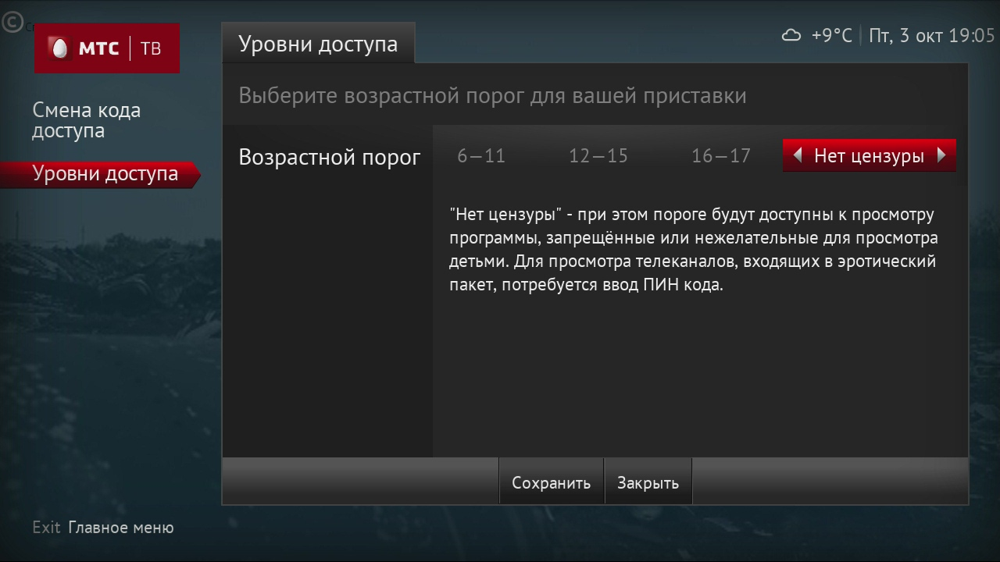 ©
МТС | ТВ
Уровни доступа
+9°C | Пт, 3 окт 19:05
Смена кода
доступа
Уровни доступа
Выберите возрастной порог для вашей приставки
Возрастной порог
6—11 12—15 16—17 Нет цензуры
"Нет цензуры" - при этом пороге будут доступны к просмотру
программы, запрещённые или нежелательные для просмотра
детьми. Для просмотра телеканалов, входящих в эротический
пакет, потребуется ввод ПИН кода.
Сохранить Закрыть
Exit Главное меню